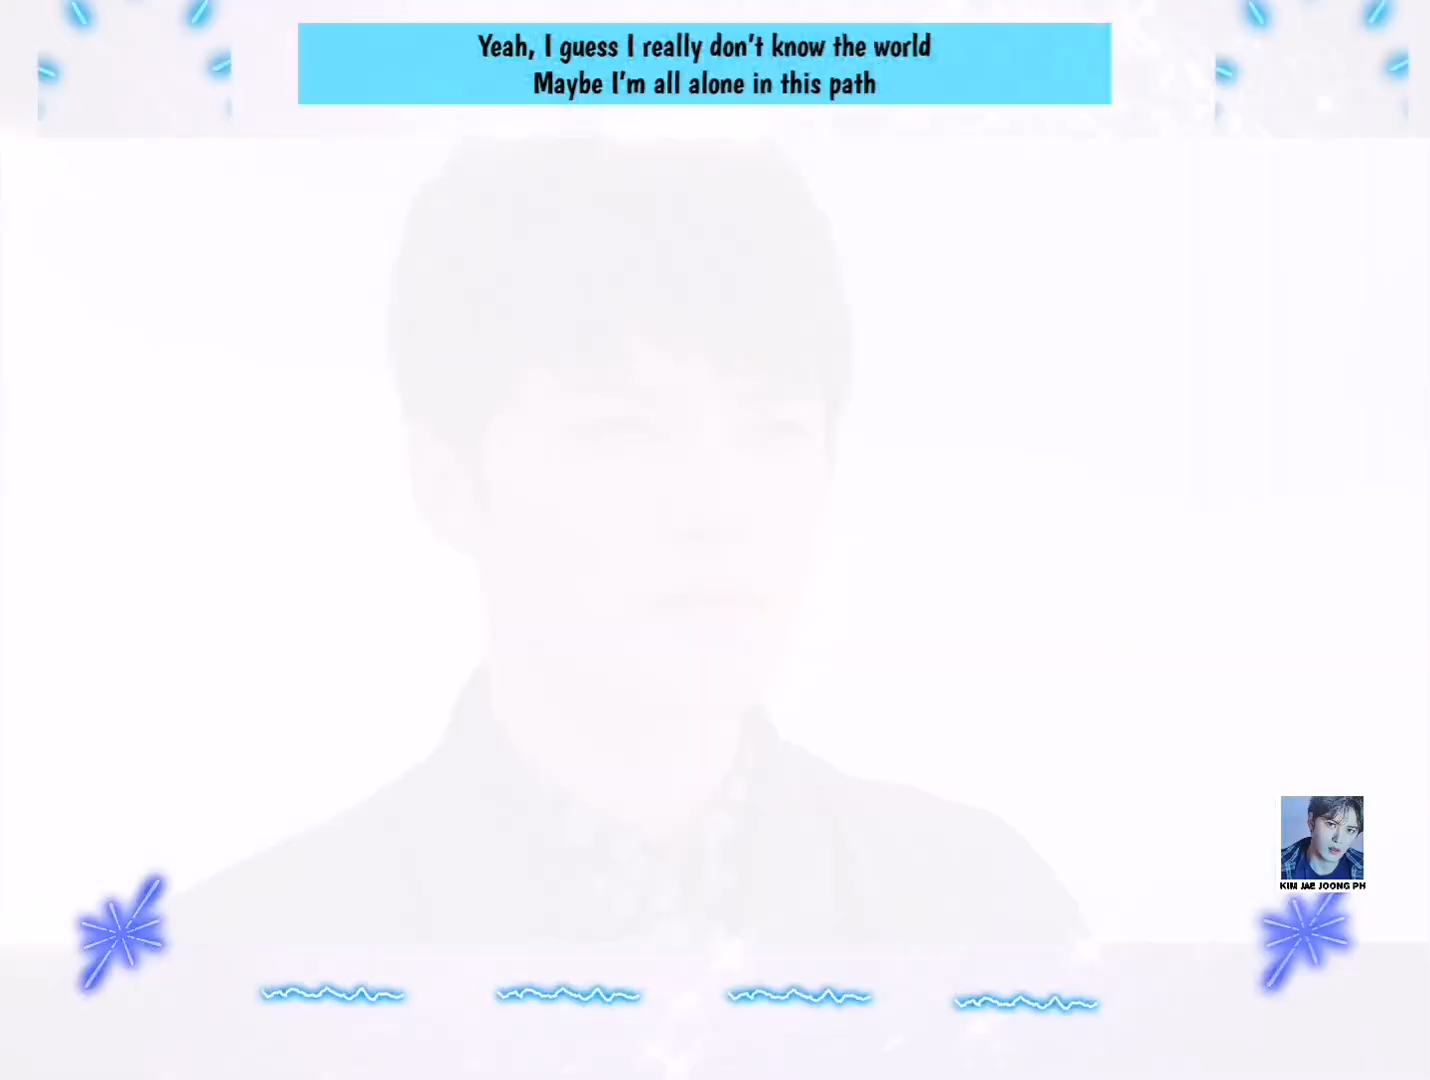 Yeah, I guess I really don't know the world
Maybe I'm all alone in this path
KIM JAE JOONG PH